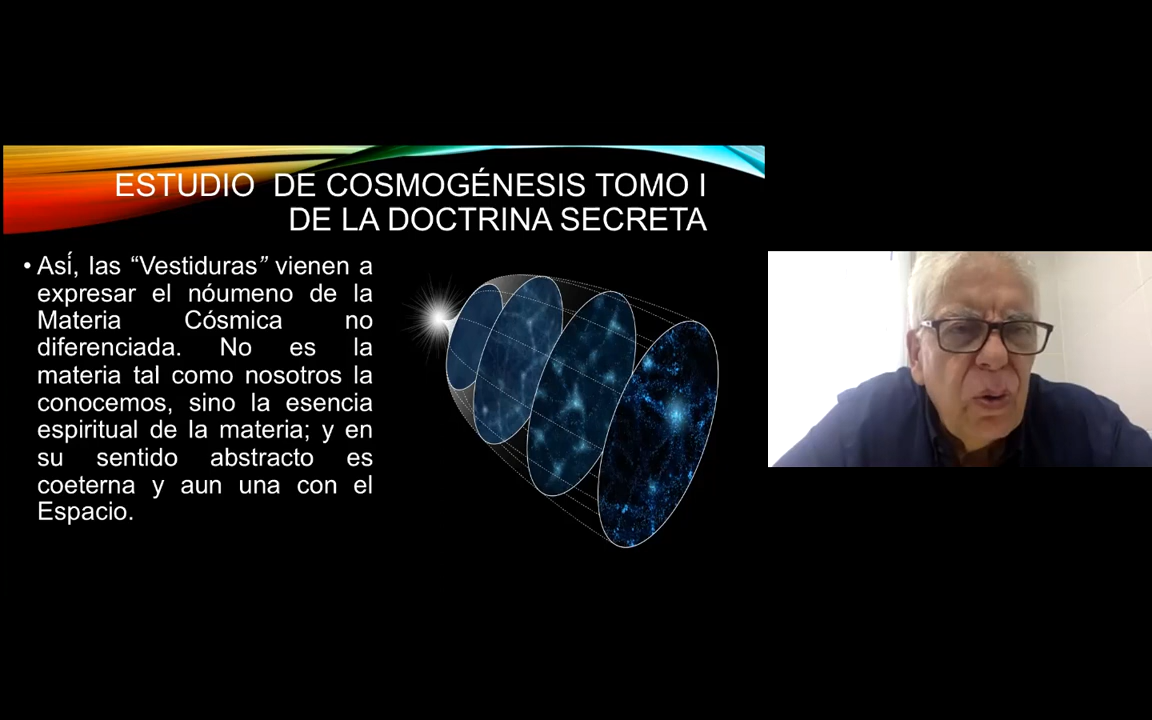 ESTUDIO DE COSMOGÉNESIS TOMO I
DE LA DOCTRINA SECRETA
• Así, las “Vestiduras” vienen a
expresar el nóumeno de la
Materia Cósmica no
diferenciada. No es la
materia tal como nosotros la
conocemos, sino la esencia
espiritual de la materia; y en
su sentido abstracto es
coeterna y aun una con el
Espacio.